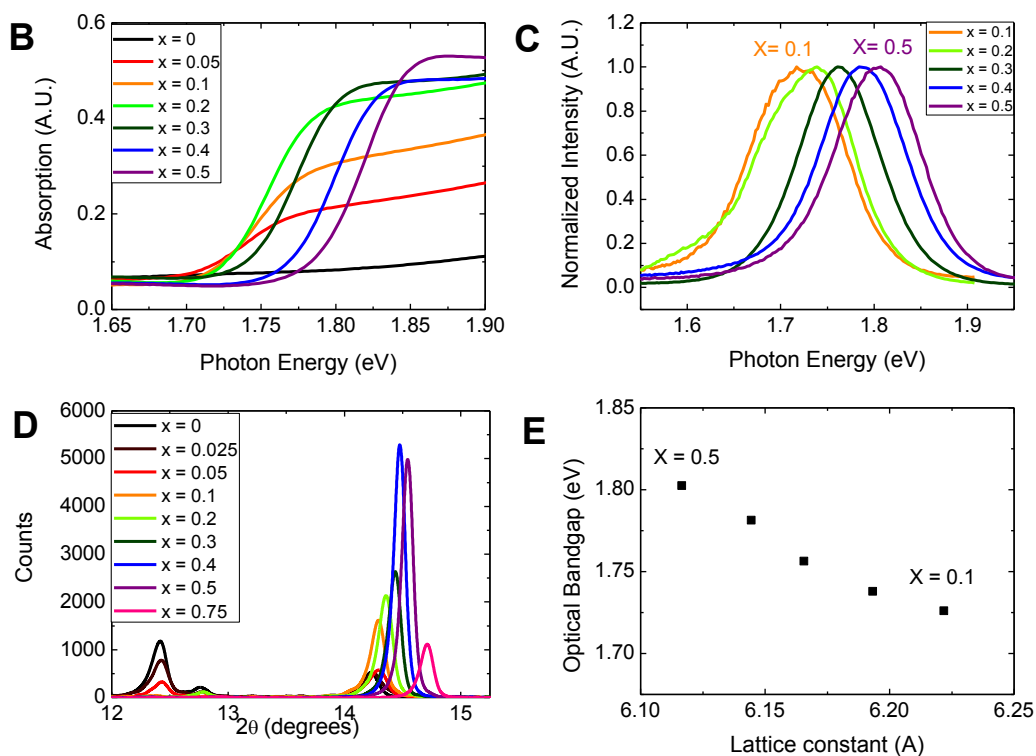 B
Absorption (A.U.)
0.6
0.4
0.2
0.0
x = 0
x = 0.05
x = 0.1
x = 0.2
x = 0.3
x = 0.4
x = 0.5
1.65 1.70 1.75 1.80 1.85 1.90
Photon Energy (eV)
C
Normalized Intensity (A.U.)
1.2
1.0
0.8
0.6
0.4
0.2
0.0
X= 0.1
X= 0.5
x = 0.1
x = 0.2
x = 0.3
x = 0.4
x = 0.5
1.6 1.7 1.8 1.9
Photon Energy (eV)
D
Counts
6000
5000
4000
3000
2000
1000
0
x = 0
x = 0.025
x = 0.05
x = 0.1
x = 0.2
x = 0.3
x = 0.4
x = 0.5
x = 0.75
12 13 14 15
2θ (degrees)
E
Optical Bandgap (eV)
1.85
1.80
1.75
1.70
X = 0.5
X = 0.1
6.10 6.15 6.20 6.25
Lattice constant (A)